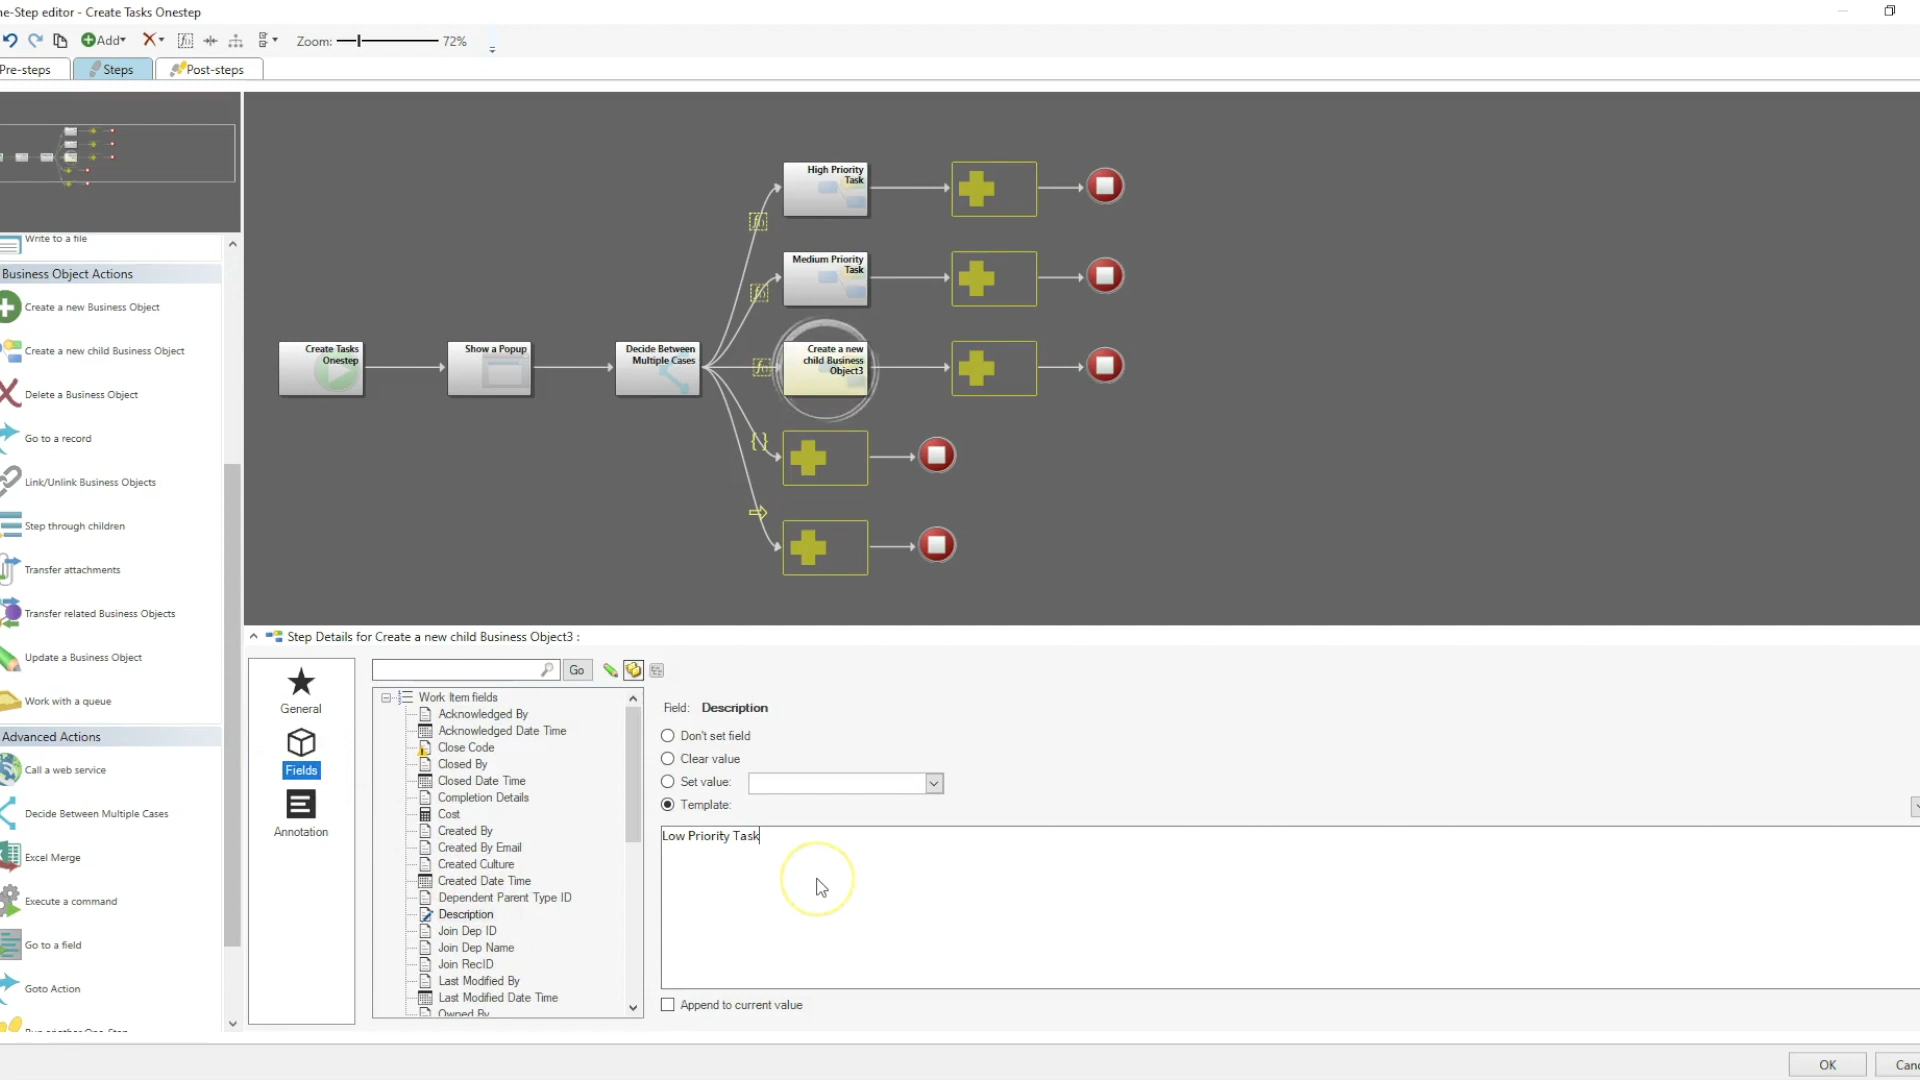 ne-Step editor - Create Tasks Onestep
Add
Zoom: 72%
Pre-steps
Steps
Post-steps
Write to a file
Business Object Actions
Create a new Business Object
Create a new child Business Object
Delete a Business Object
Go to a record
Link/Unlink Business Objects
Step through children
Transfer attachments
Transfer related Business Objects
Update a Business Object
Work with a queue
Advanced Actions
Call a web service
Decide Between Multiple Cases
Excel Merge
Execute a command
Go to a field
Goto Action
High Priority
Task
Medium Priority
Task
Create Tasks
Onestep
Show a Popup
Decide Between
Multiple Cases
Create a new
child Business
Object3
Step Details for Create a new child Business Object3 :
General
Fields
Annotation
Go
Work Item fields
Acknowledged By
Acknowledged Date Time
Close Code
Closed By
Closed Date Time
Completion Details
Cost
Created By
Created By Email
Created Culture
Created Date Time
Dependent Parent Type ID
Description
Join Dep ID
Join Dep Name
Join RecID
Last Modified By
Last Modified Date Time
Owned By
Field: Description
Don't set field
Clear value
Set value:
Template:
Low Priority Task
Append to current value
OK
Canc